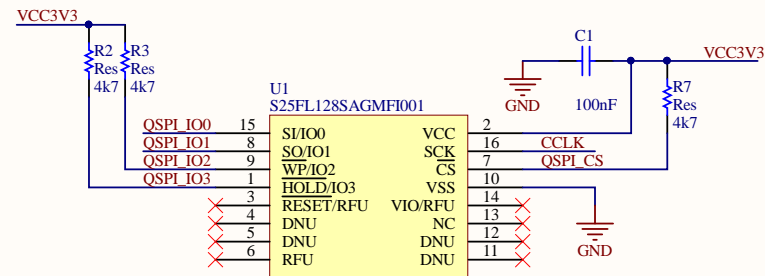 VCC3V3
R2 R3
Res Res
4k7 4k7
C1
100nF
GND
VCC3V3
R7
Res
4k7
U1
S25FL128SAGMFI001
QSPI_IO0 15 SI/IO0 VCC 2
QSPI_IO1 8 SO/IO1 SCK 16 CCLK
QSPI_IO2 9 WP/IO2 CS 7 QSPI_CS
QSPI_IO3 1 HOLD/IO3 VSS 10
3 RESET/RFU VIO/RFU 14
4 DNU NC 13
5 DNU DNU 12
6 RFU DNU 11
GND